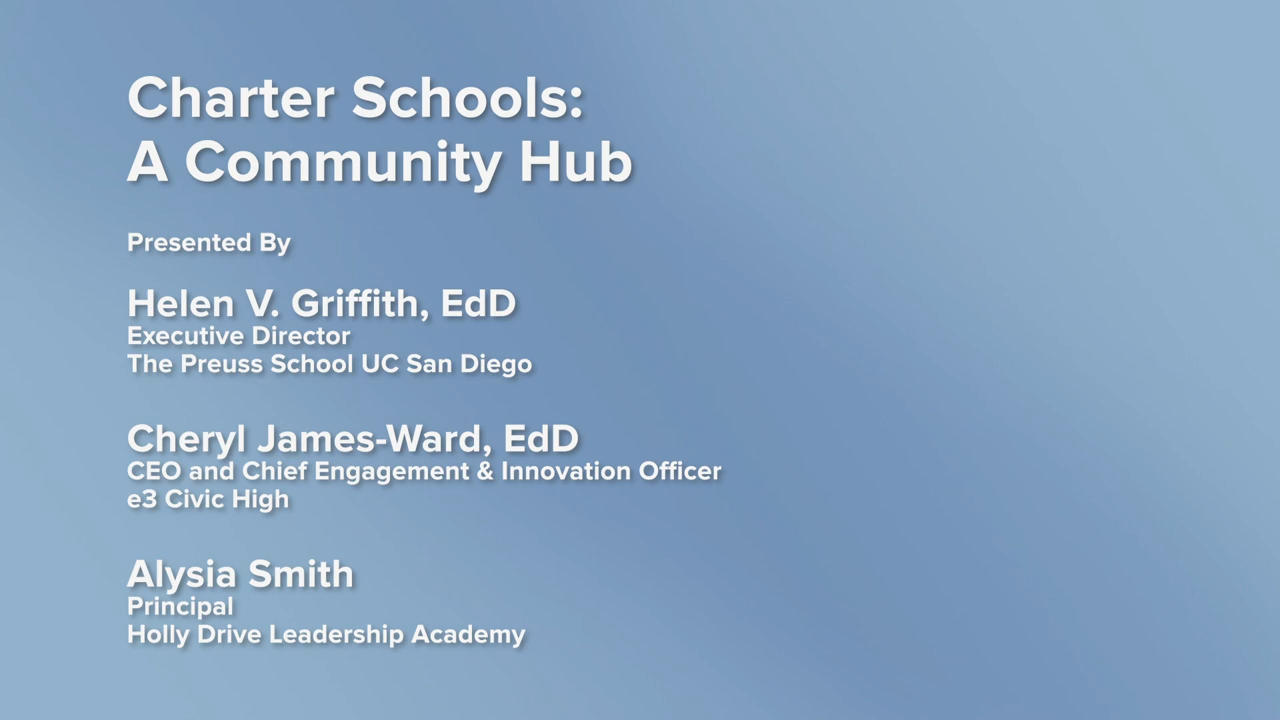 Charter Schools:
A Community Hub
Presented By
Helen V. Griffith, EdD
Executive Director
The Preuss School UC San Diego
Cheryl James-Ward, EdD
CEO and Chief Engagement & Innovation Officer
e3 Civic High
Alysia Smith
Principal
Holly Drive Leadership Academy